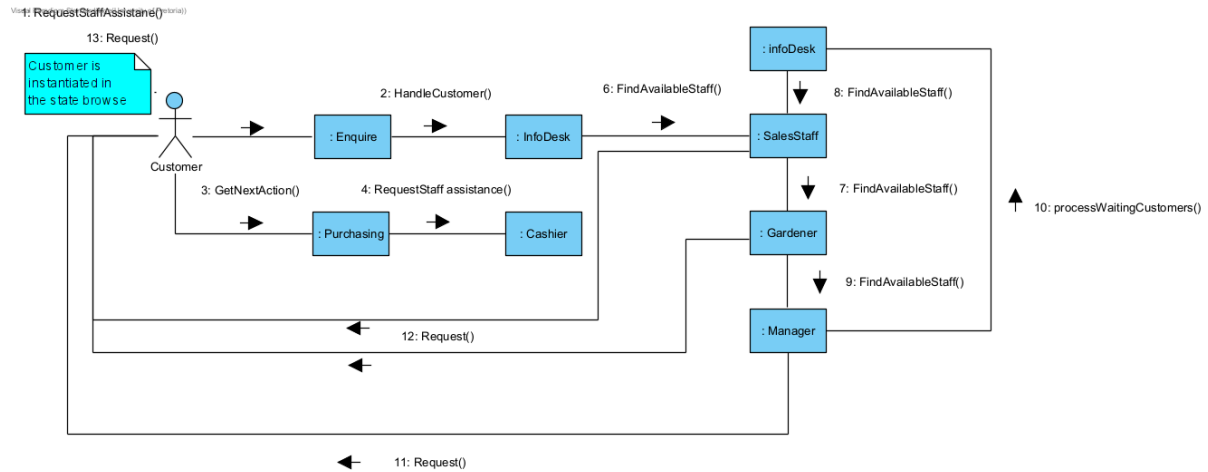 1: RequestStaffAssistane()
13: Request()
Customer is
instantiated in
the state browse
Customer
2: HandleCustomer()
: Enquire
: InfoDesk
6: FindAvailableStaff()
: infoDesk
8: FindAvailableStaff()
: SalesStaff
3: GetNextAction()
4: RequestStaff assistance()
: Purchasing
: Cashier
7: FindAvailableStaff()
: Gardener
10: processWaitingCustomers()
9: FindAvailableStaff()
: Manager
12: Request()
11: Request()